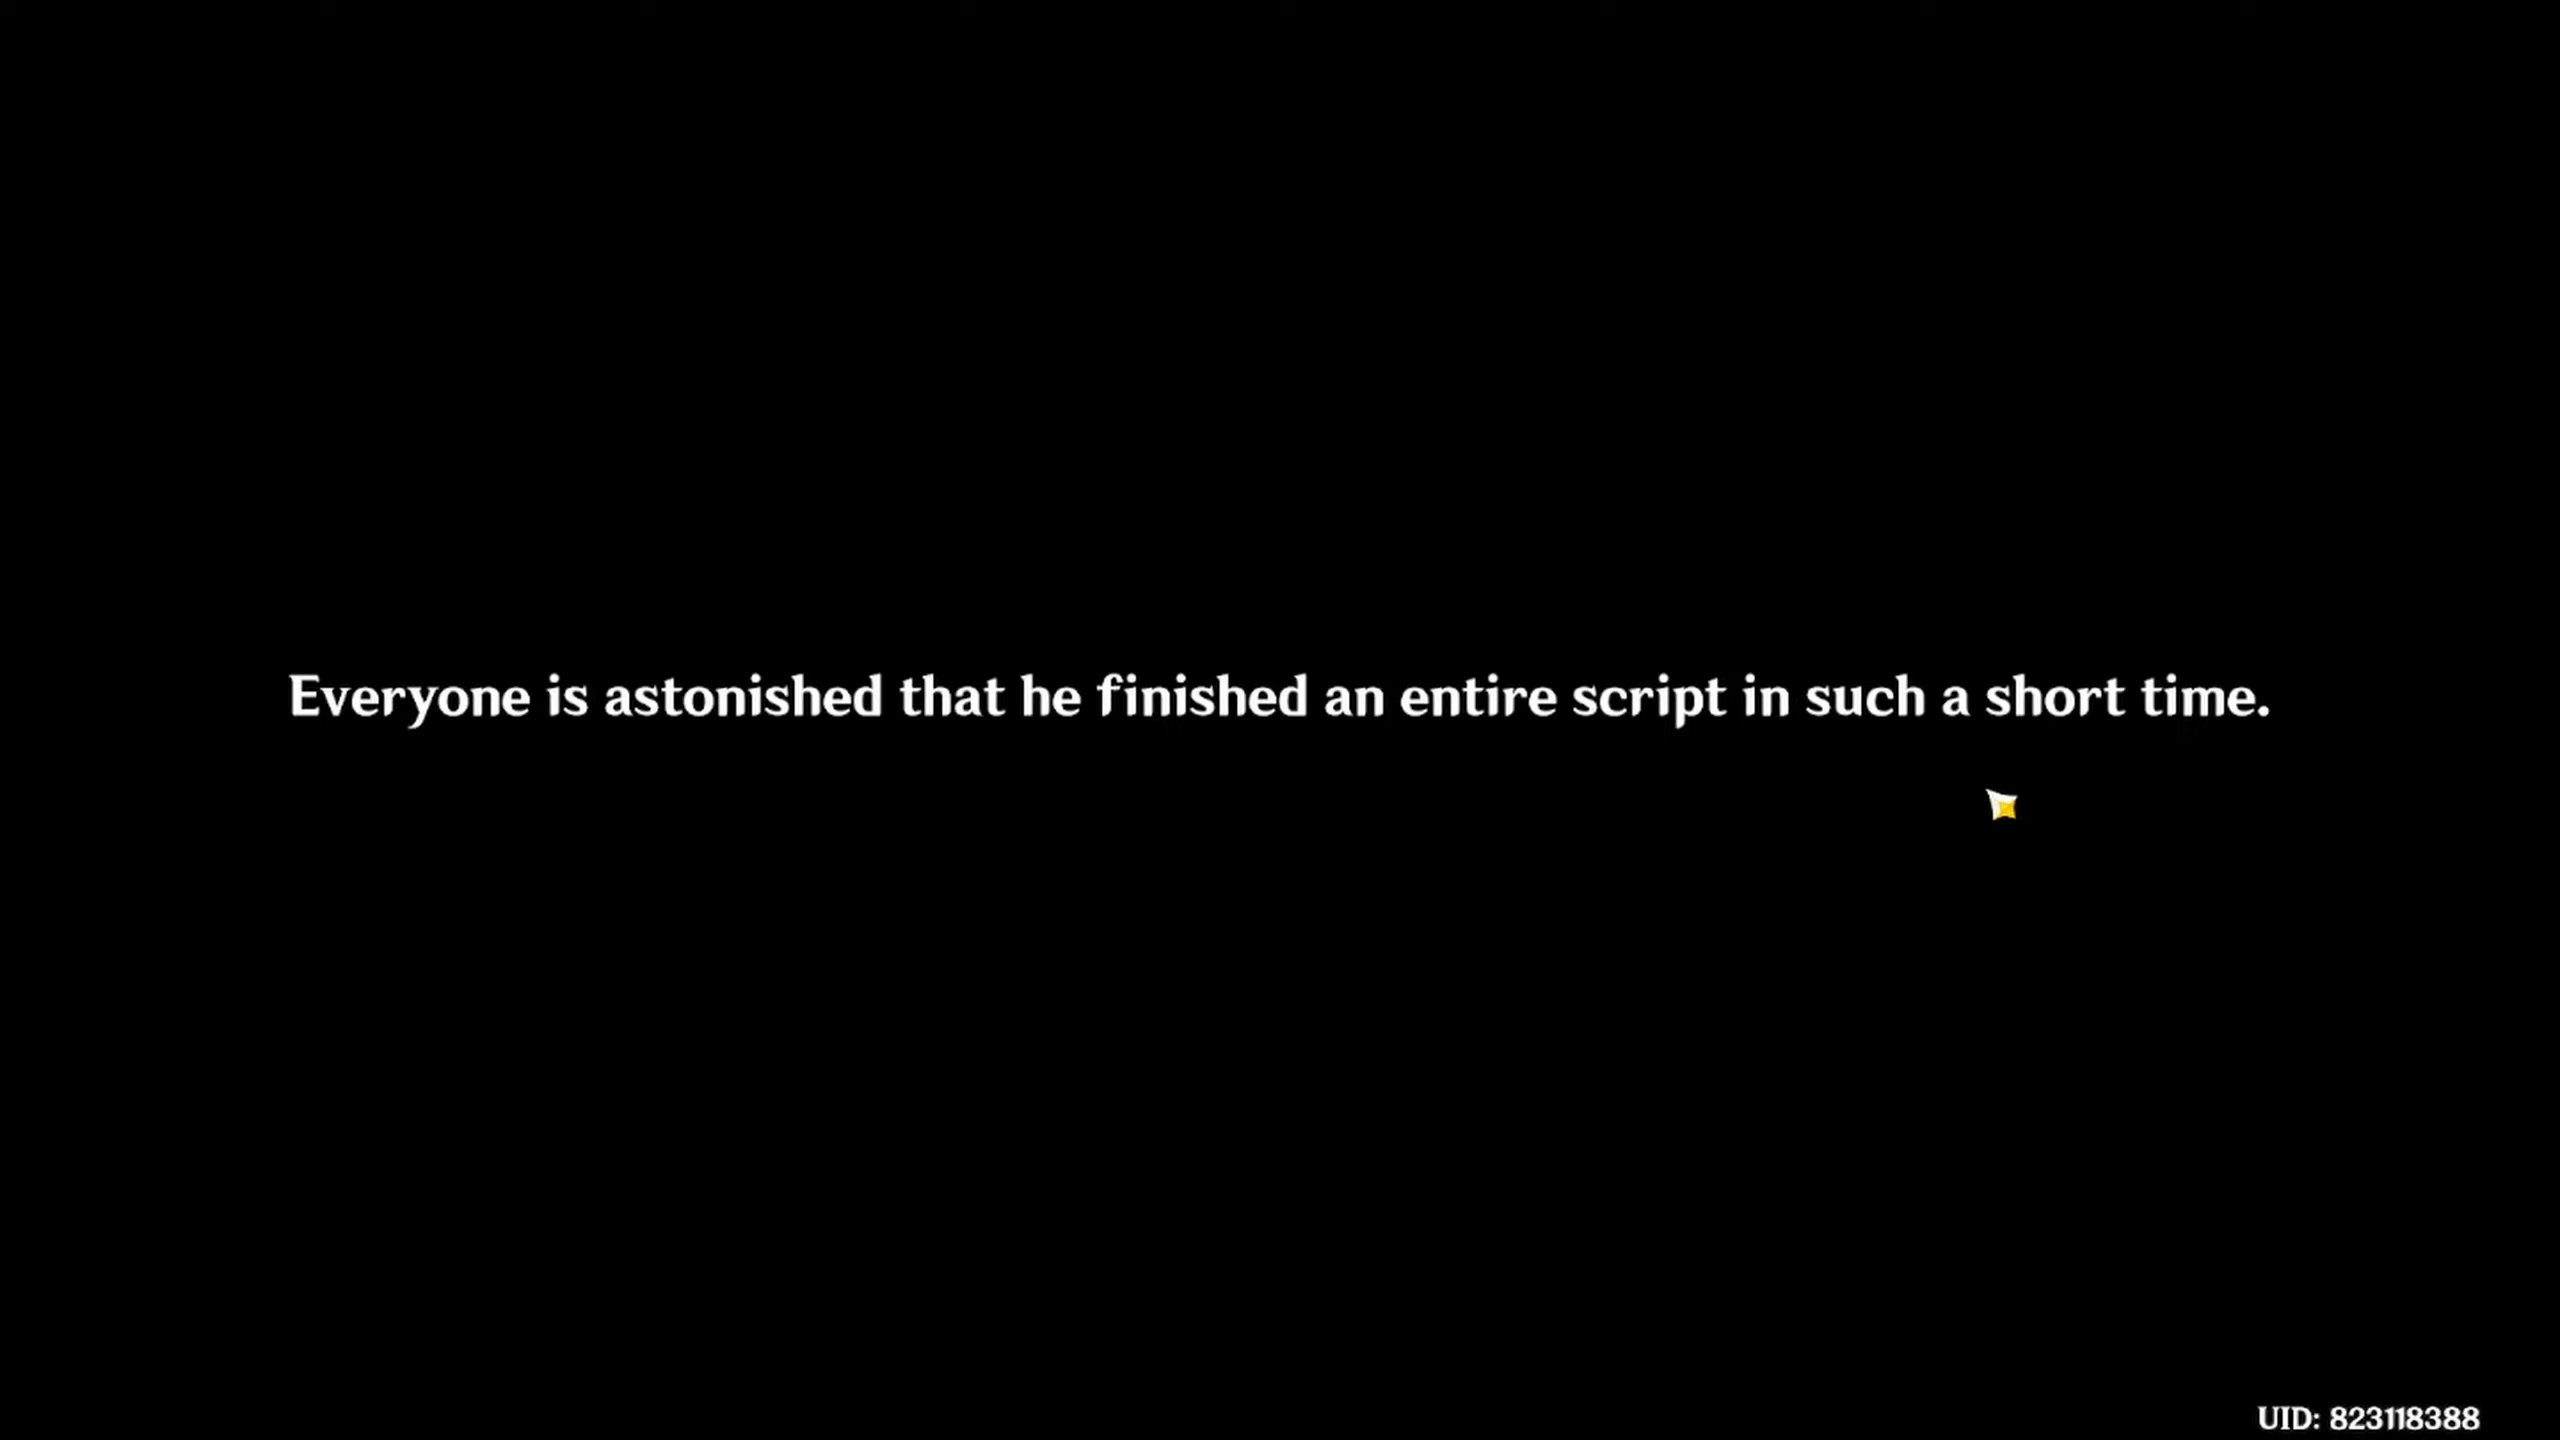 Everyone is astonished that he finished an entire script in such a short time.
UID: 823118388